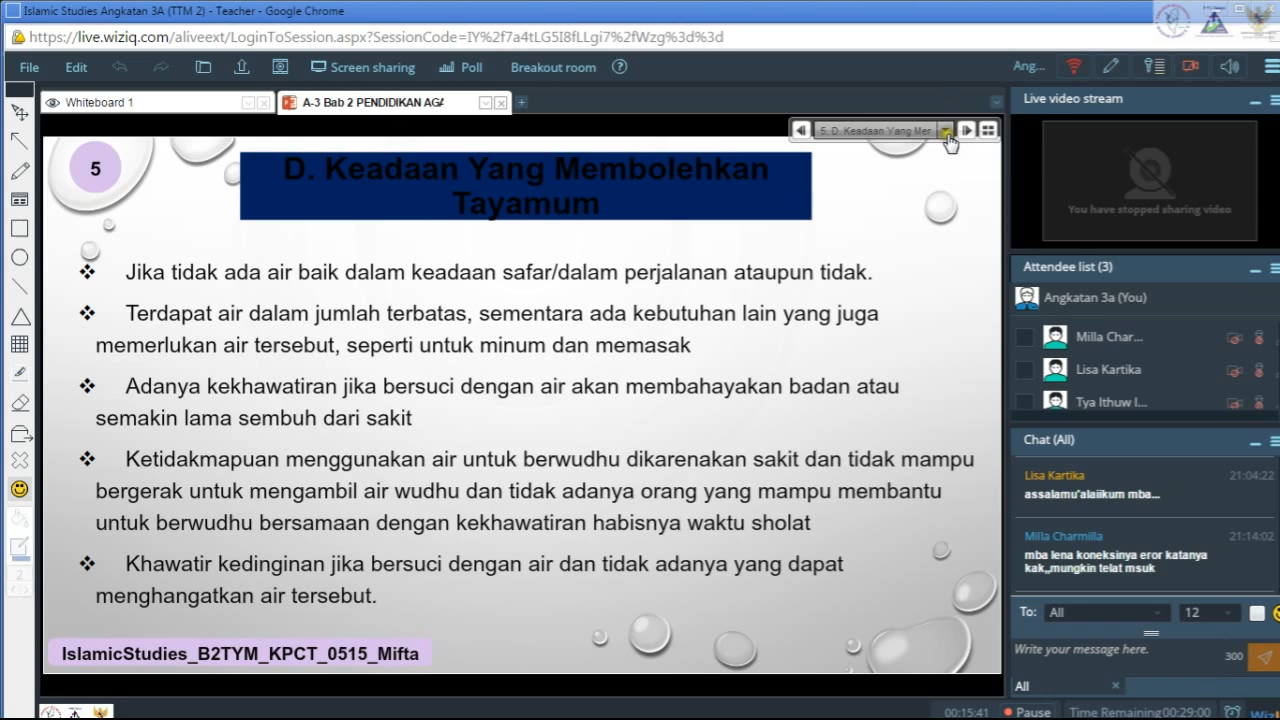 Islamic Studies Angkatan 3A (TTM 2) - Teacher - Google Chrome
https://live.wiziq.com/aliveext/LoginToSession.aspx?SessionCode=IY%2f7a4tLG5I8fLLgi7%2fWzg%3d%3d
File Edit Screen sharing Poll Breakout room Ang...
Whiteboard 1
A-3 Bab 2 PENDIDIKAN AGA
5. D. Keadaan Yang Mer
5
D. Keadaan Yang Membolehkan
Tayamum
Jika tidak ada air baik dalam keadaan safar/dalam perjalanan ataupun tidak.
Terdapat air dalam jumlah terbatas, sementara ada kebutuhan lain yang juga
memerlukan air tersebut, seperti untuk minum dan memasak
Adanya kekhawatiran jika bersuci dengan air akan membahayakan badan atau
semakin lama sembuh dari sakit
Ketidakmapuan menggunakan air untuk berwudhu dikarenakan sakit dan tidak mampu
bergerak untuk mengambil air wudhu dan tidak adanya orang yang mampu membantu
untuk berwudhu bersamaan dengan kekhawatiran habisnya waktu sholat
Khawatir kedinginan jika bersuci dengan air dan tidak adanya yang dapat
menghangatkan air tersebut.
IslamicStudies_B2TYM_KPCT_0515_Mifta
Live video stream
You have stopped sharing video
Attendee list (3)
Angkatan 3a (You)
Milla Char...
Lisa Kartika
Tya Ithuw I...
Chat (All)
Lisa Kartika 21:04:22
assalamu'alaiikum mba...
Milla Charmilla 21:14:02
mba lena koneksinya eror katanya
kak,,mungkin telat msuk
To: All 12
Write your message here. 300
All
2
00:15:41 Pause Time Remaining 00:29:00 Wiz